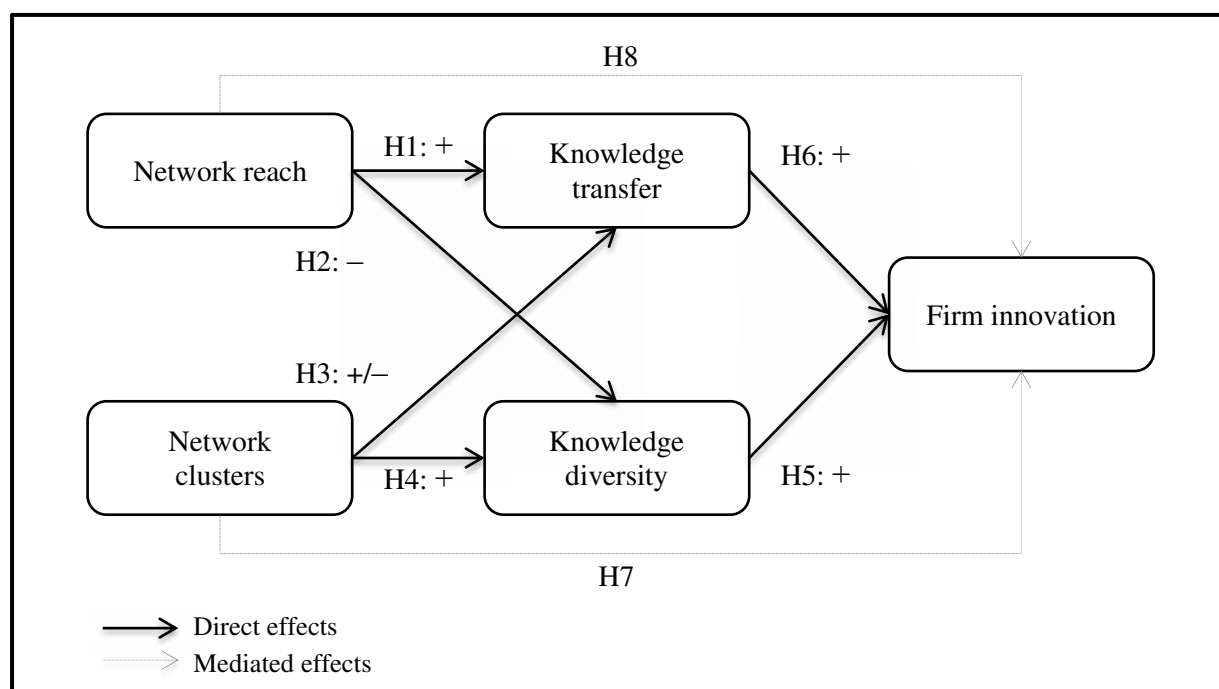 H8
Network reach
H1: +
Knowledge
transfer
H6: +
H2: –
Firm innovation
H3: +/–
Network
clusters
H4: +
Knowledge
diversity
H5: +
H7
Direct effects
Mediated effects